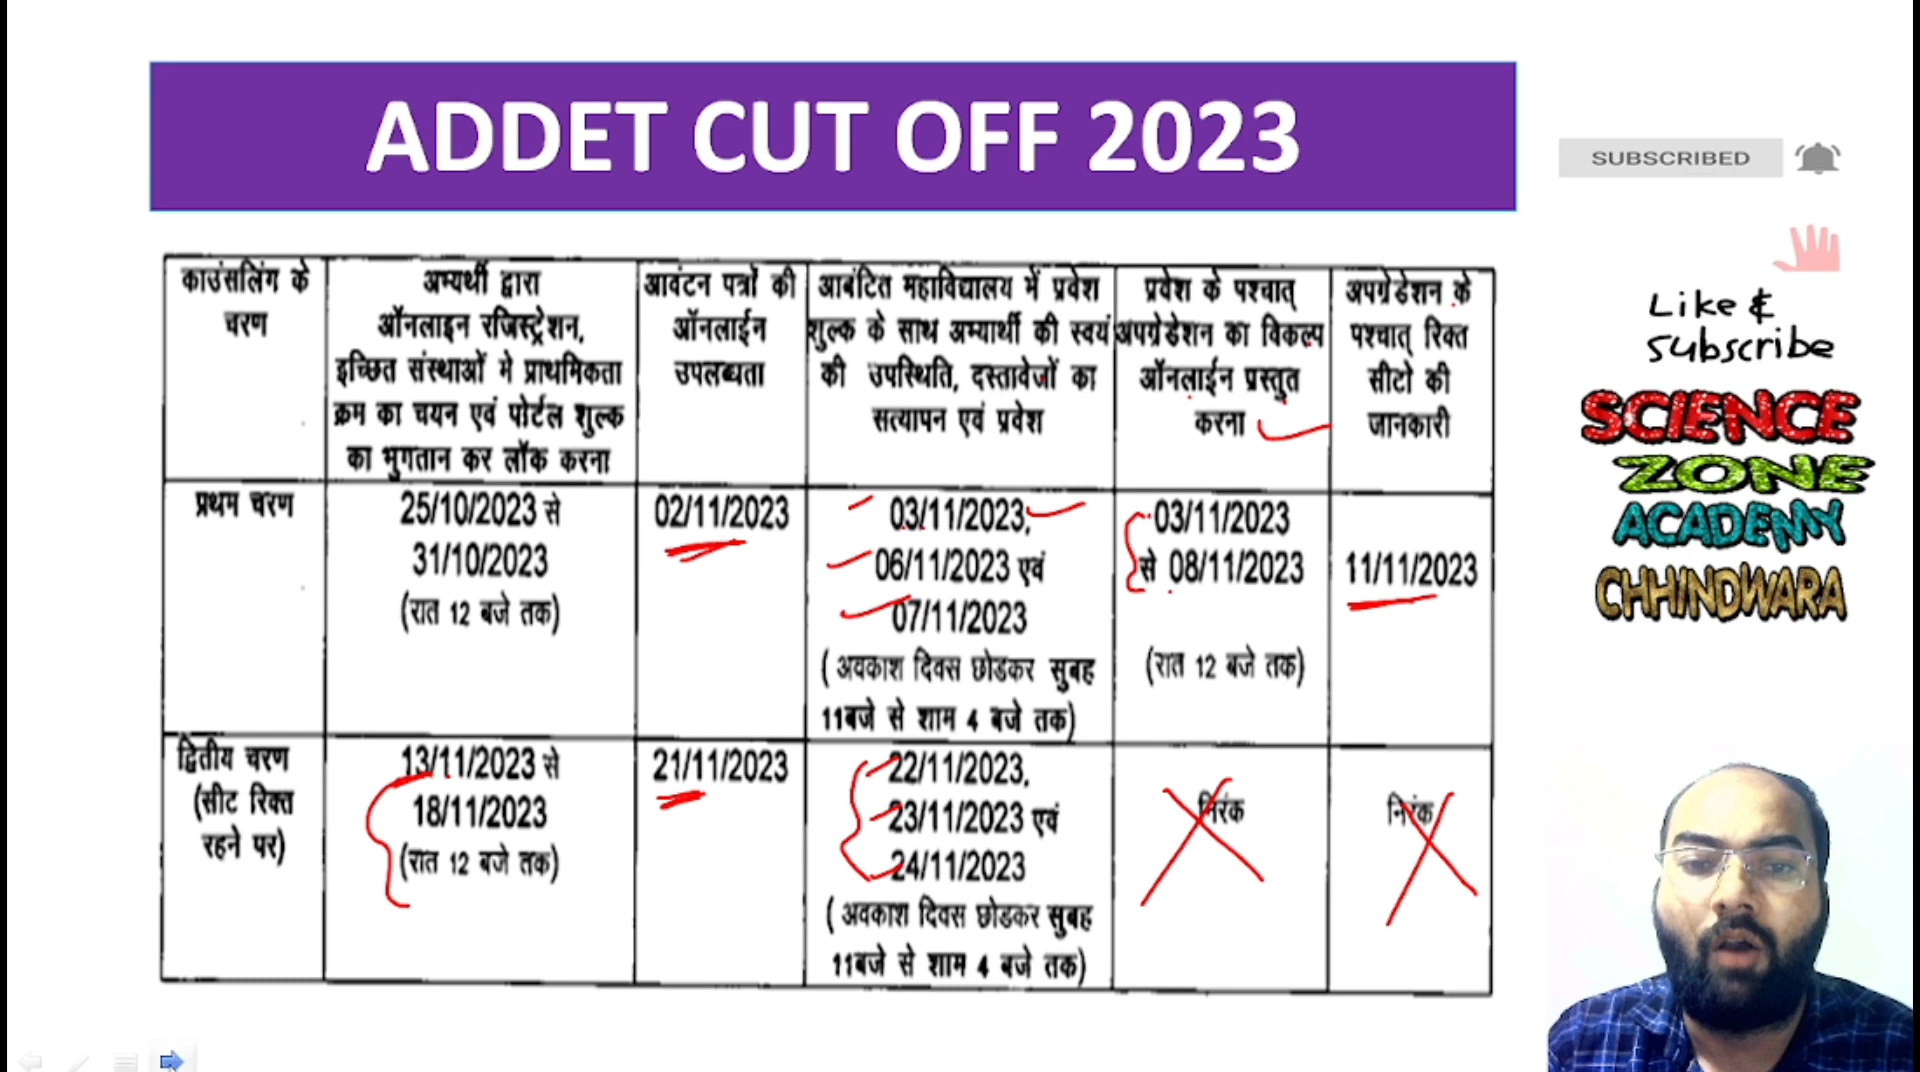 ADDET CUT OFF 2023
SUBSCRIBED
Like &
Subscribe
SCIENCE
ZONE
ACADEMY
CHHINDWARA
काउंसलिंग के
चरण
अभ्यर्थी द्वारा
ऑनलाइन रजिस्ट्रेशन,
इच्छित संस्थाओं मे प्राथमिकता
क्रम का चयन एवं पोर्टल शुल्क
का भुगतान कर लॉक करना
आवंटन पत्रों की
ऑनलाईन
उपलब्धता
आबंटित महाविद्यालय में प्रवेश
शुल्क के साथ अभ्यार्थी की स्वयं
की उपस्थिति, दस्तावेजों का
सत्यापन एवं प्रवेश
प्रवेश के पश्चात्
अपग्रेडेशन का विकल्प
ऑनलाईन प्रस्तुत
करना
अपग्रेडेशन के
पश्चात् रिक्त
सीटो की
जानकारी
प्रथम चरण
25/10/2023 से
31/10/2023
(रात 12 बजे तक)
02/11/2023
03/11/2023,
06/11/2023 एवं
07/11/2023
( अवकाश दिवस छोडकर सुबह
11बजे से शाम 4 बजे तक)
03/11/2023
से 08/11/2023
(रात 12 बजे तक)
11/11/2023
द्वितीय चरण
(सीट रिक्त
रहने पर)
13/11/2023 से
18/11/2023
(रात 12 बजे तक)
21/11/2023
22/11/2023,
23/11/2023 एवं
24/11/2023
( अवकाश दिवस छोडकर सुबह
11बजे से शाम 4 बजे तक)
निरंक
निरंक